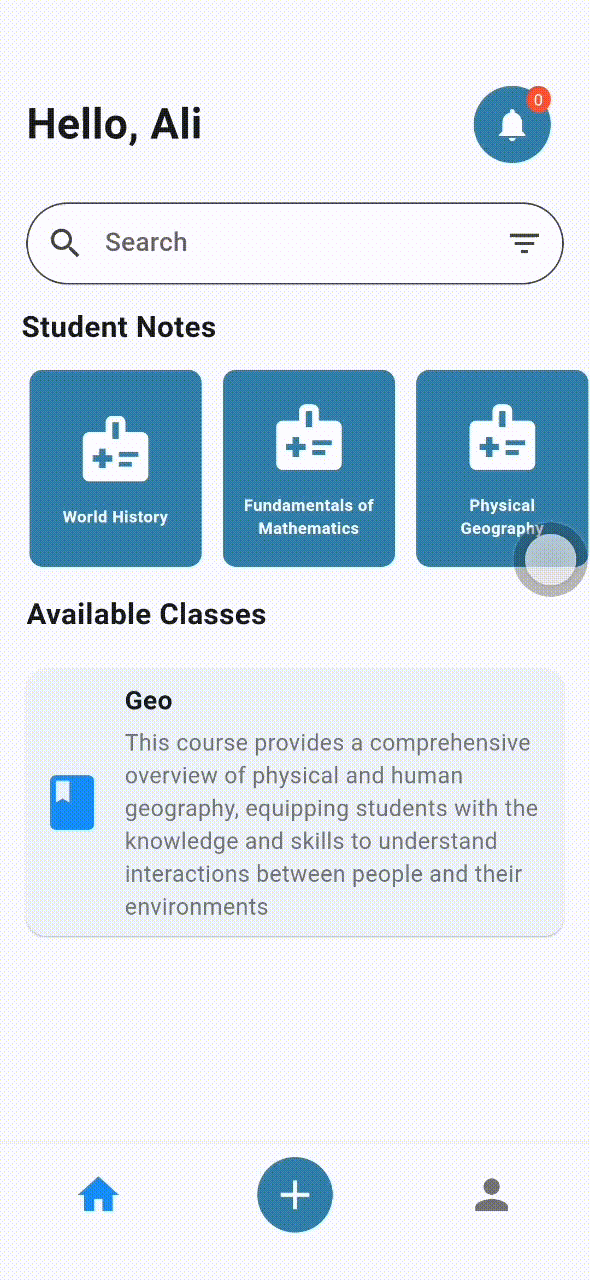 Hello, Ali
0
Search
Student Notes
World History
Fundamentals of
Mathematics
Physical
Geography
Available Classes
Geo
This course provides a comprehensive
overview of physical and human
geography, equipping students with the
knowledge and skills to understand
interactions between people and their
environments